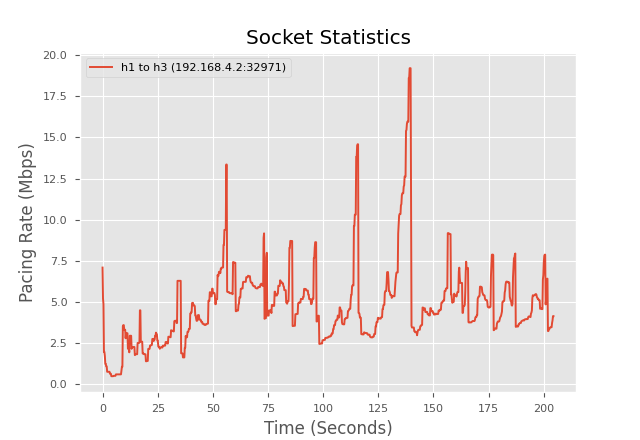 Socket Statistics
h1 to h3 (192.168.4.2:32971)
Pacing Rate (Mbps)
20.0
17.5
15.0
12.5
10.0
7.5
5.0
2.5
0.0
0 25 50 75 100 125 150 175 200
Time (Seconds)